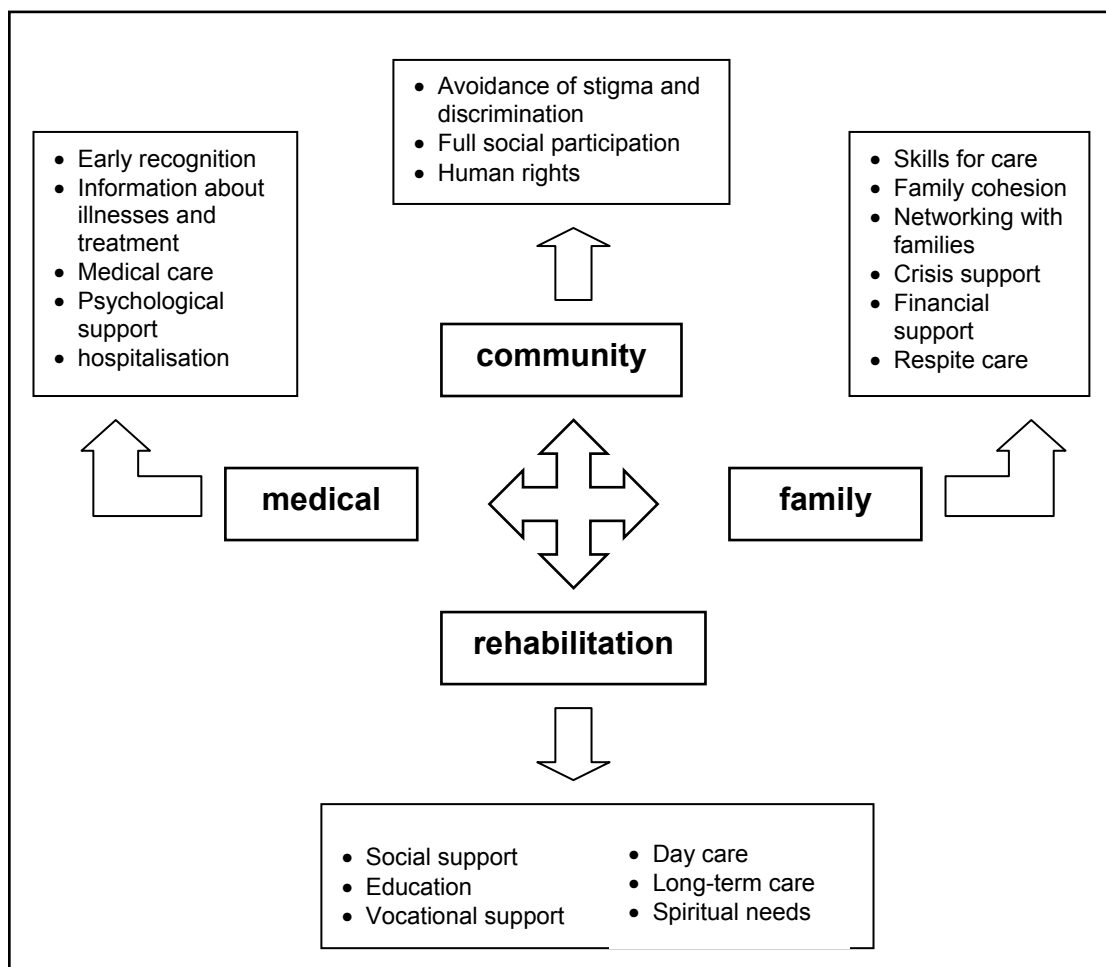 • Avoidance of stigma and
discrimination
• Full social participation
• Human rights
• Early recognition
• Information about
illnesses and
treatment
• Medical care
• Psychological
support
• hospitalisation
• Skills for care
• Family cohesion
• Networking with
families
• Crisis support
• Financial
support
• Respite care
community
medical
family
rehabilitation
• Social support
• Education
• Vocational support
• Day care
• Long-term care
• Spiritual needs